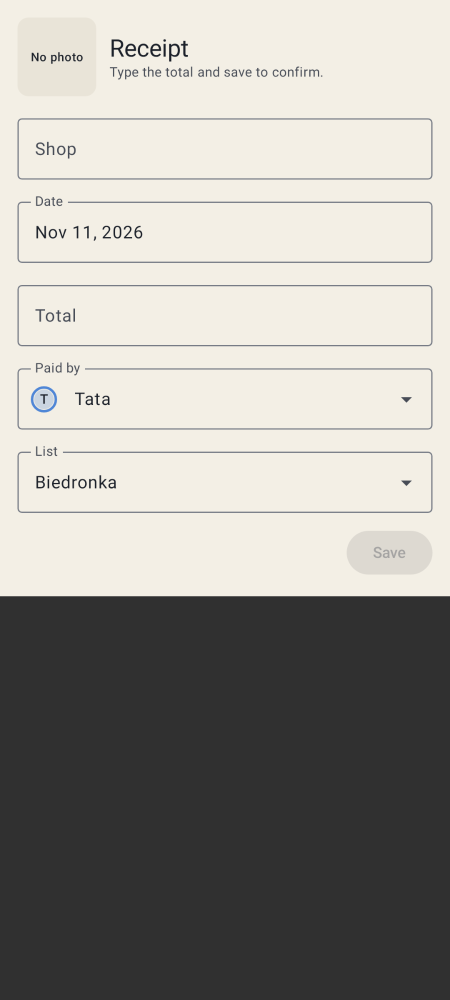 No photo
Receipt
Type the total and save to confirm.
Shop
Date
Nov 11, 2026
Total
Paid by
T
Tata
List
Biedronka
Save